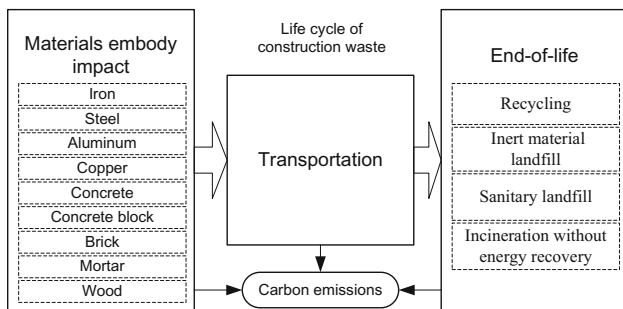 Materials embody
impact
Iron
Steel
Aluminum
Copper
Concrete
Concrete block
Brick
Mortar
Wood
Life cycle of
construction waste
Transportation
Carbon emissions
End-of-life
Recycling
Inert material
landfill
Sanitary landfill
Incineration without
energy recovery